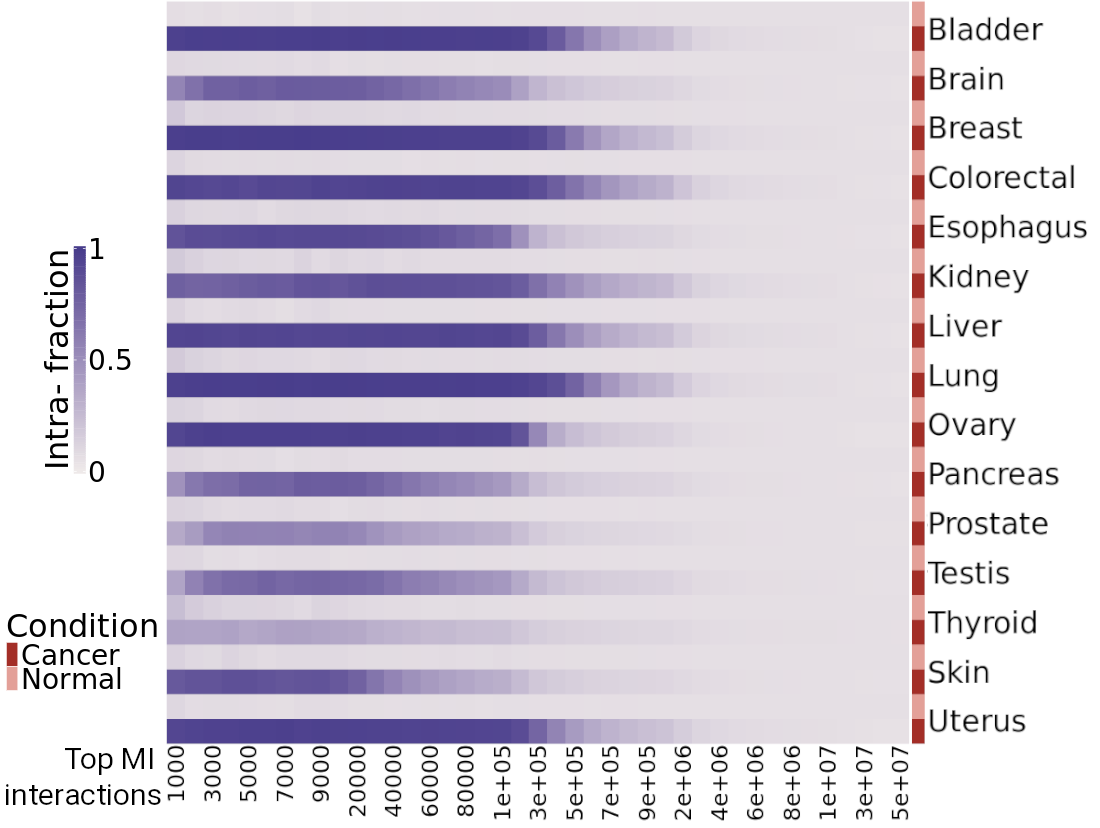 Bladder
Brain
Breast
Colorectal
Esophagus
Kidney
Liver
Lung
Ovary
Pancreas
Prostate
Testis
Thyroid
Skin
Uterus
Intra- fraction
1
0.5
0
Condition
Cancer
Normal
Top MI
interactions
1000
3000
5000
7000
9000
20000
40000
60000
80000
1e+05
3e+05
5e+05
7e+05
9e+05
2e+06
4e+06
6e+06
8e+06
1e+07
3e+07
5e+07